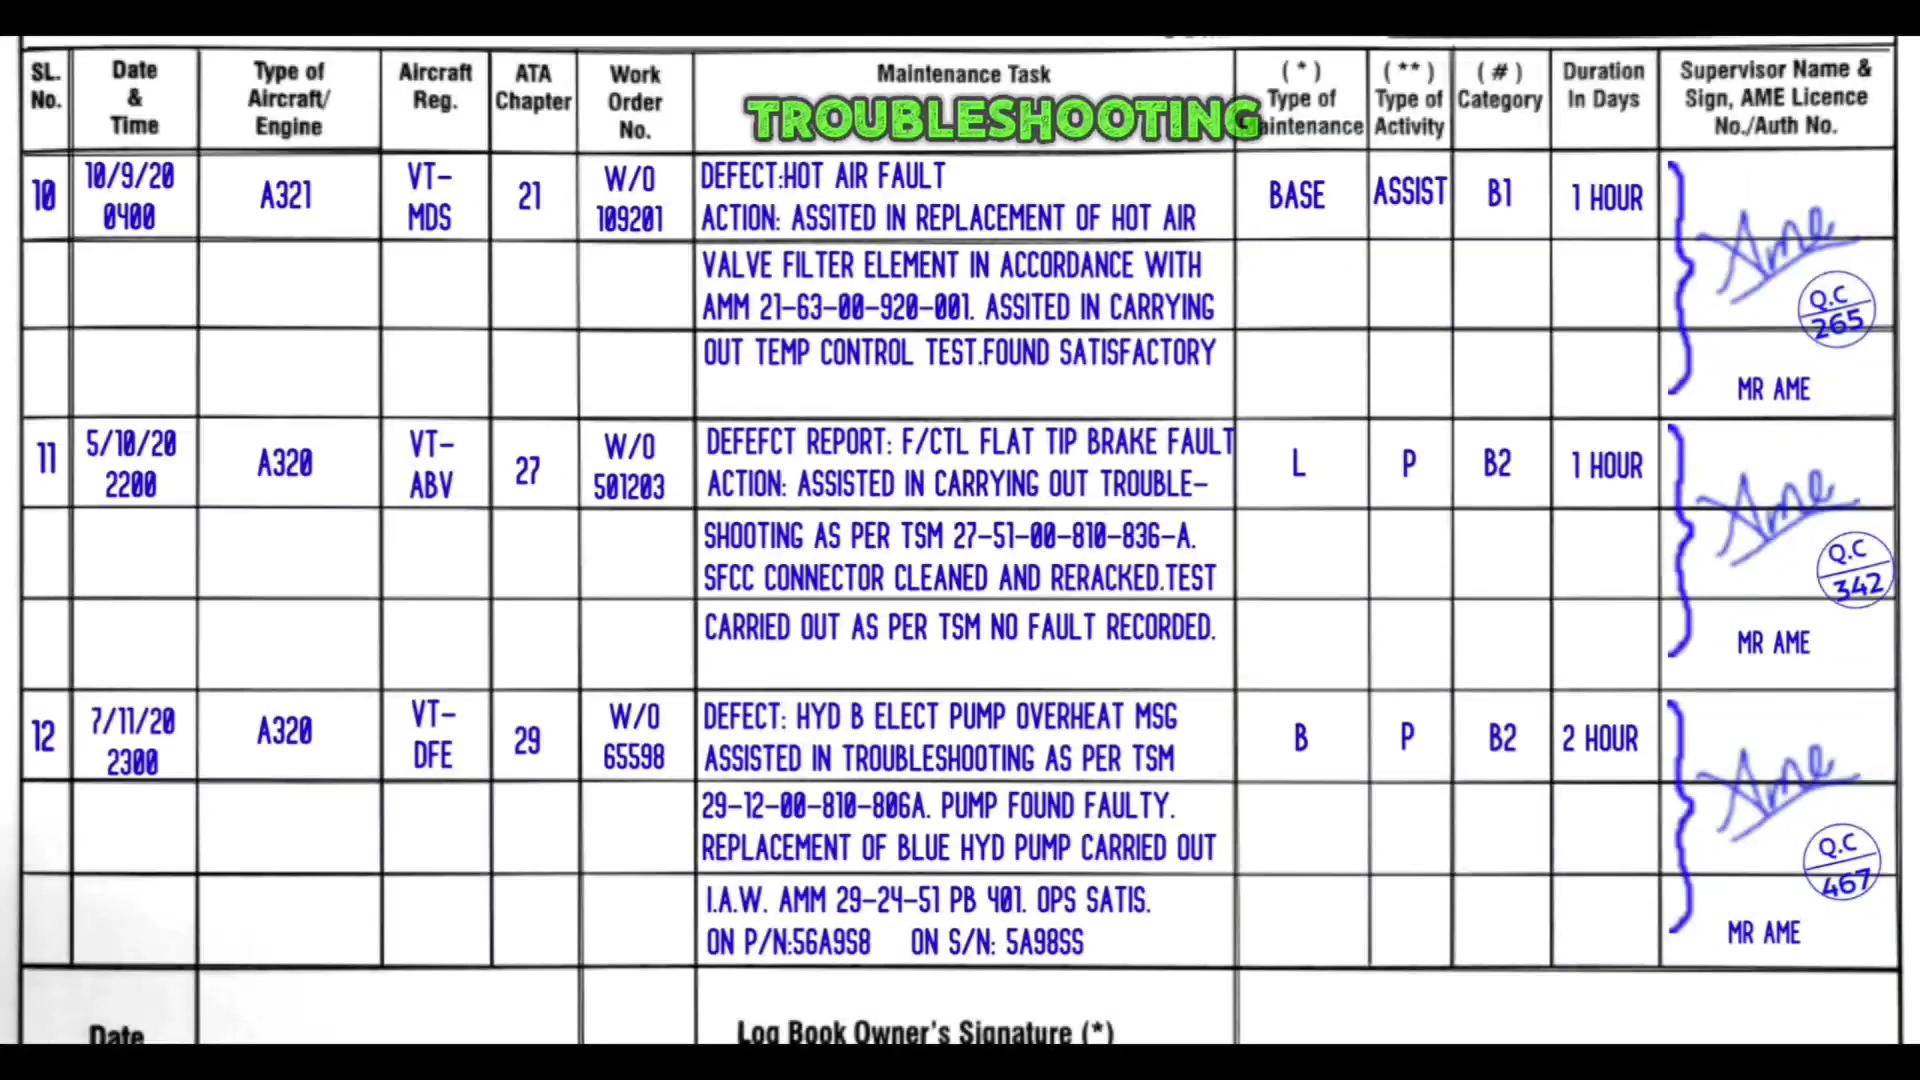 SL. No.
Date & Time
Type of Aircraft/ Engine
Aircraft Reg.
ATA Chapter
Work Order No.
Maintenance Task
TROUBLESHOOTING
(*) Type of Maintenance
(**) Type of Activity
(#) Category
Duration In Days
Supervisor Name & Sign, AME Licence No./Auth No.
10
10/9/20 0400
A321
VT- MDS
21
W/O 109201
DEFECT:HOT AIR FAULT
ACTION: ASSITED IN REPLACEMENT OF HOT AIR
VALVE FILTER ELEMENT IN ACCORDANCE WITH
AMM 21-63-00-920-001. ASSITED IN CARRYING
OUT TEMP CONTROL TEST.FOUND SATISFACTORY
BASE
ASSIST
B1
1 HOUR
Ame
Q.C 265
MR AME
11
5/10/20 2200
A320
VT- ABV
27
W/O 501203
DEFEFCT REPORT: F/CTL FLAT TIP BRAKE FAULT
ACTION: ASSISTED IN CARRYING OUT TROUBLE-
SHOOTING AS PER TSM 27-51-00-810-836-A.
SFCC CONNECTOR CLEANED AND RERACKED.TEST
CARRIED OUT AS PER TSM NO FAULT RECORDED.
L
P
B2
1 HOUR
Ame
Q.C 342
MR AME
12
7/11/20 2300
A320
VT- DFE
29
W/O 65598
DEFECT: HYD B ELECT PUMP OVERHEAT MSG
ASSISTED IN TROUBLESHOOTING AS PER TSM
29-12-00-810-806A. PUMP FOUND FAULTY.
REPLACEMENT OF BLUE HYD PUMP CARRIED OUT
I.A.W. AMM 29-24-51 PB 401. OPS SATIS.
ON P/N:56A9S8 ON S/N: 5A98SS
B
P
B2
2 HOUR
Ame
Q.C 467
MR AME
Date
Log Book Owner's Signature (*)